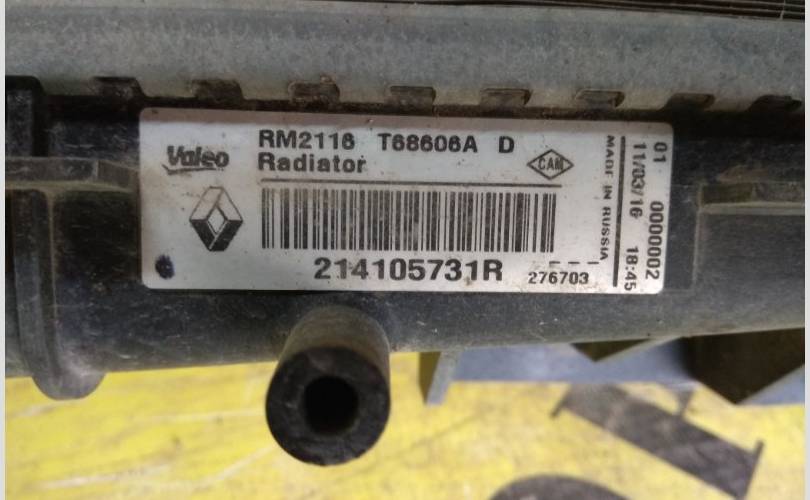 Valeo
RM2116 T68606A D
Radiator
CAM
214105731R
276703
MADE IN RUSSIA
01 0000002
11/03/16 18:45